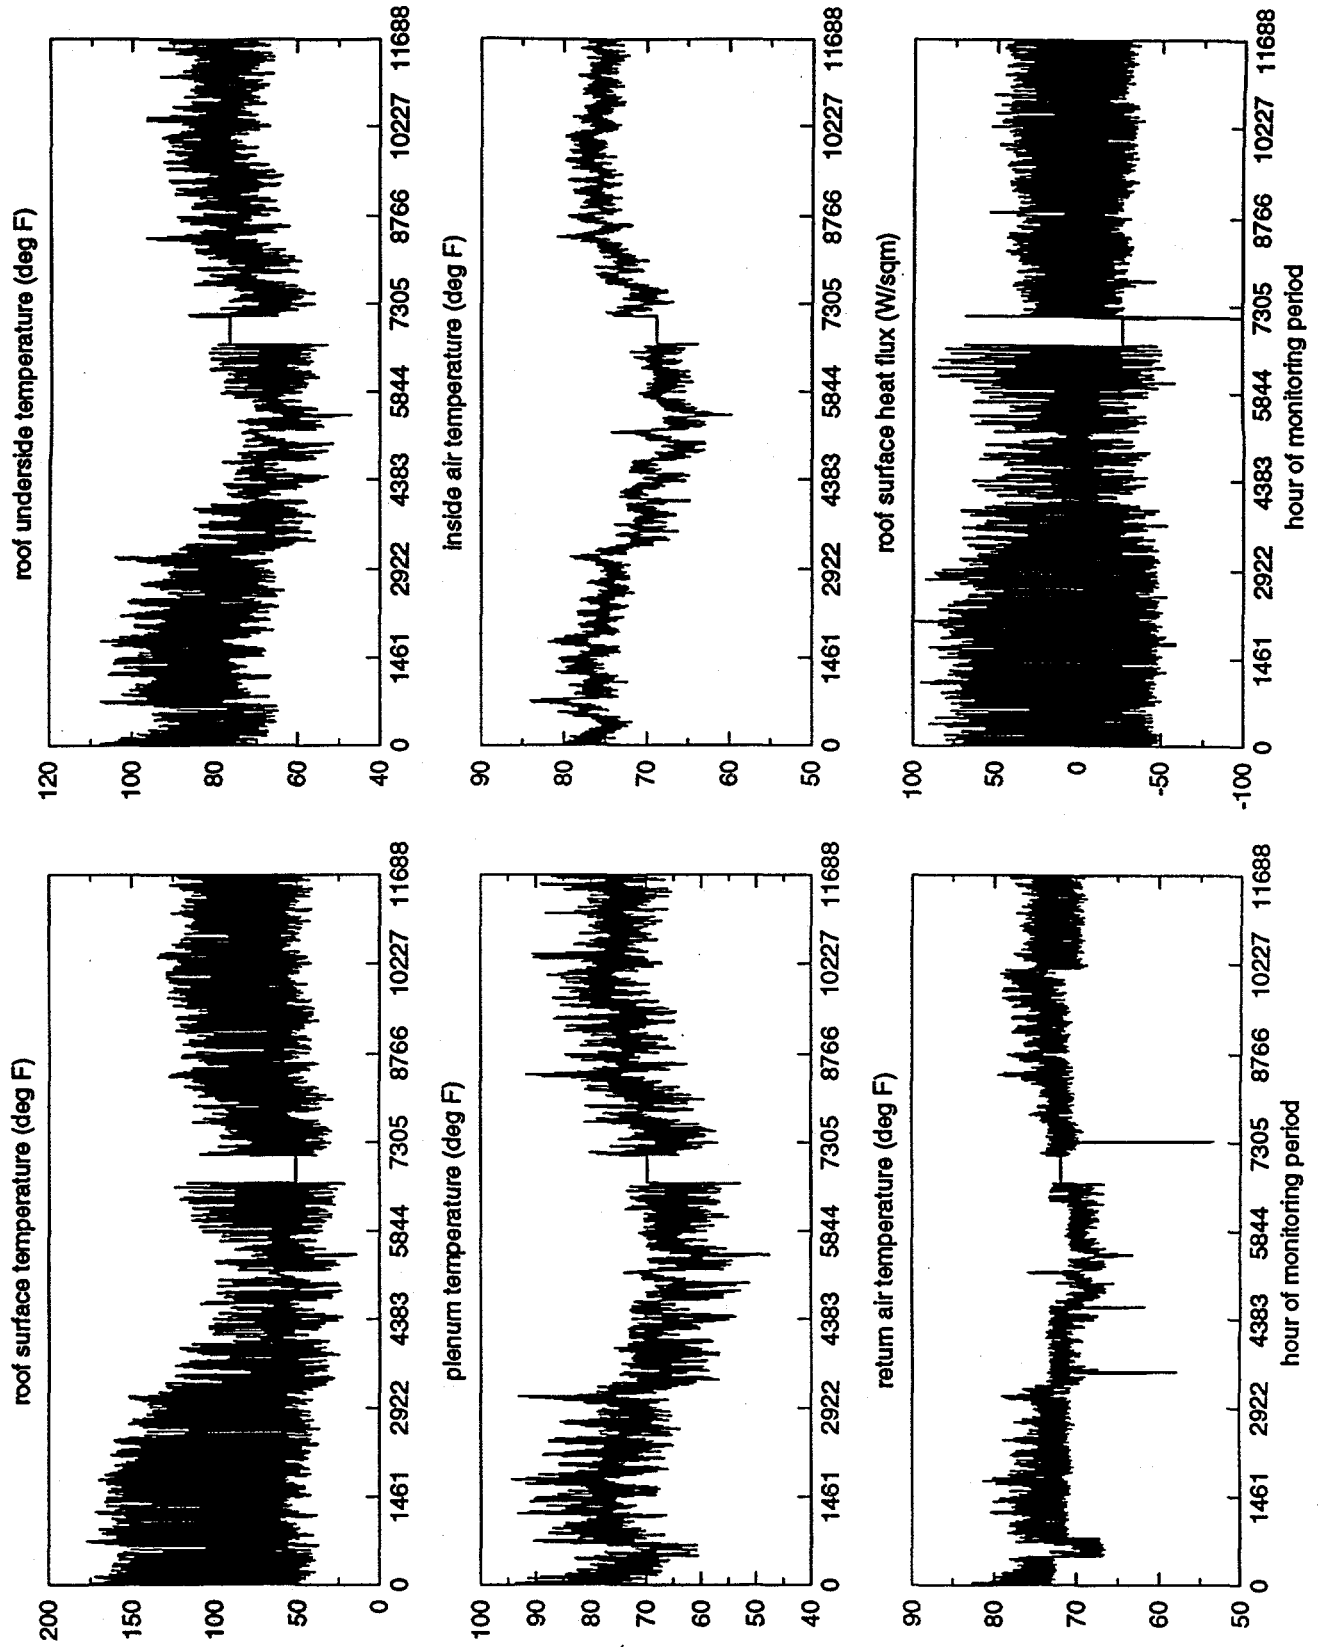 roof surface temperature (deg F)
200
150
100
50
0
0 1461 2922 4383 5844 7305 8766 10227 11688
roof underside temperature (deg F)
120
100
80
60
40
0 1461 2922 4383 5844 7305 8766 10227 11688
plenum temperature (deg F)
100
90
80
70
60
50
40
0 1461 2922 4383 5844 7305 8766 10227 11688
inside air temperature (deg F)
90
80
70
60
50
0 1461 2922 4383 5844 7305 8766 10227 11688
return air temperature (deg F)
90
80
70
60
50
0 1461 2922 4383 5844 7305 8766 10227 11688
hour of monitoring period
roof surface heat flux (W/sqm)
100
50
0
-50
-100
0 1461 2922 4383 5844 7305 8766 10227 11688
hour of monitoring period